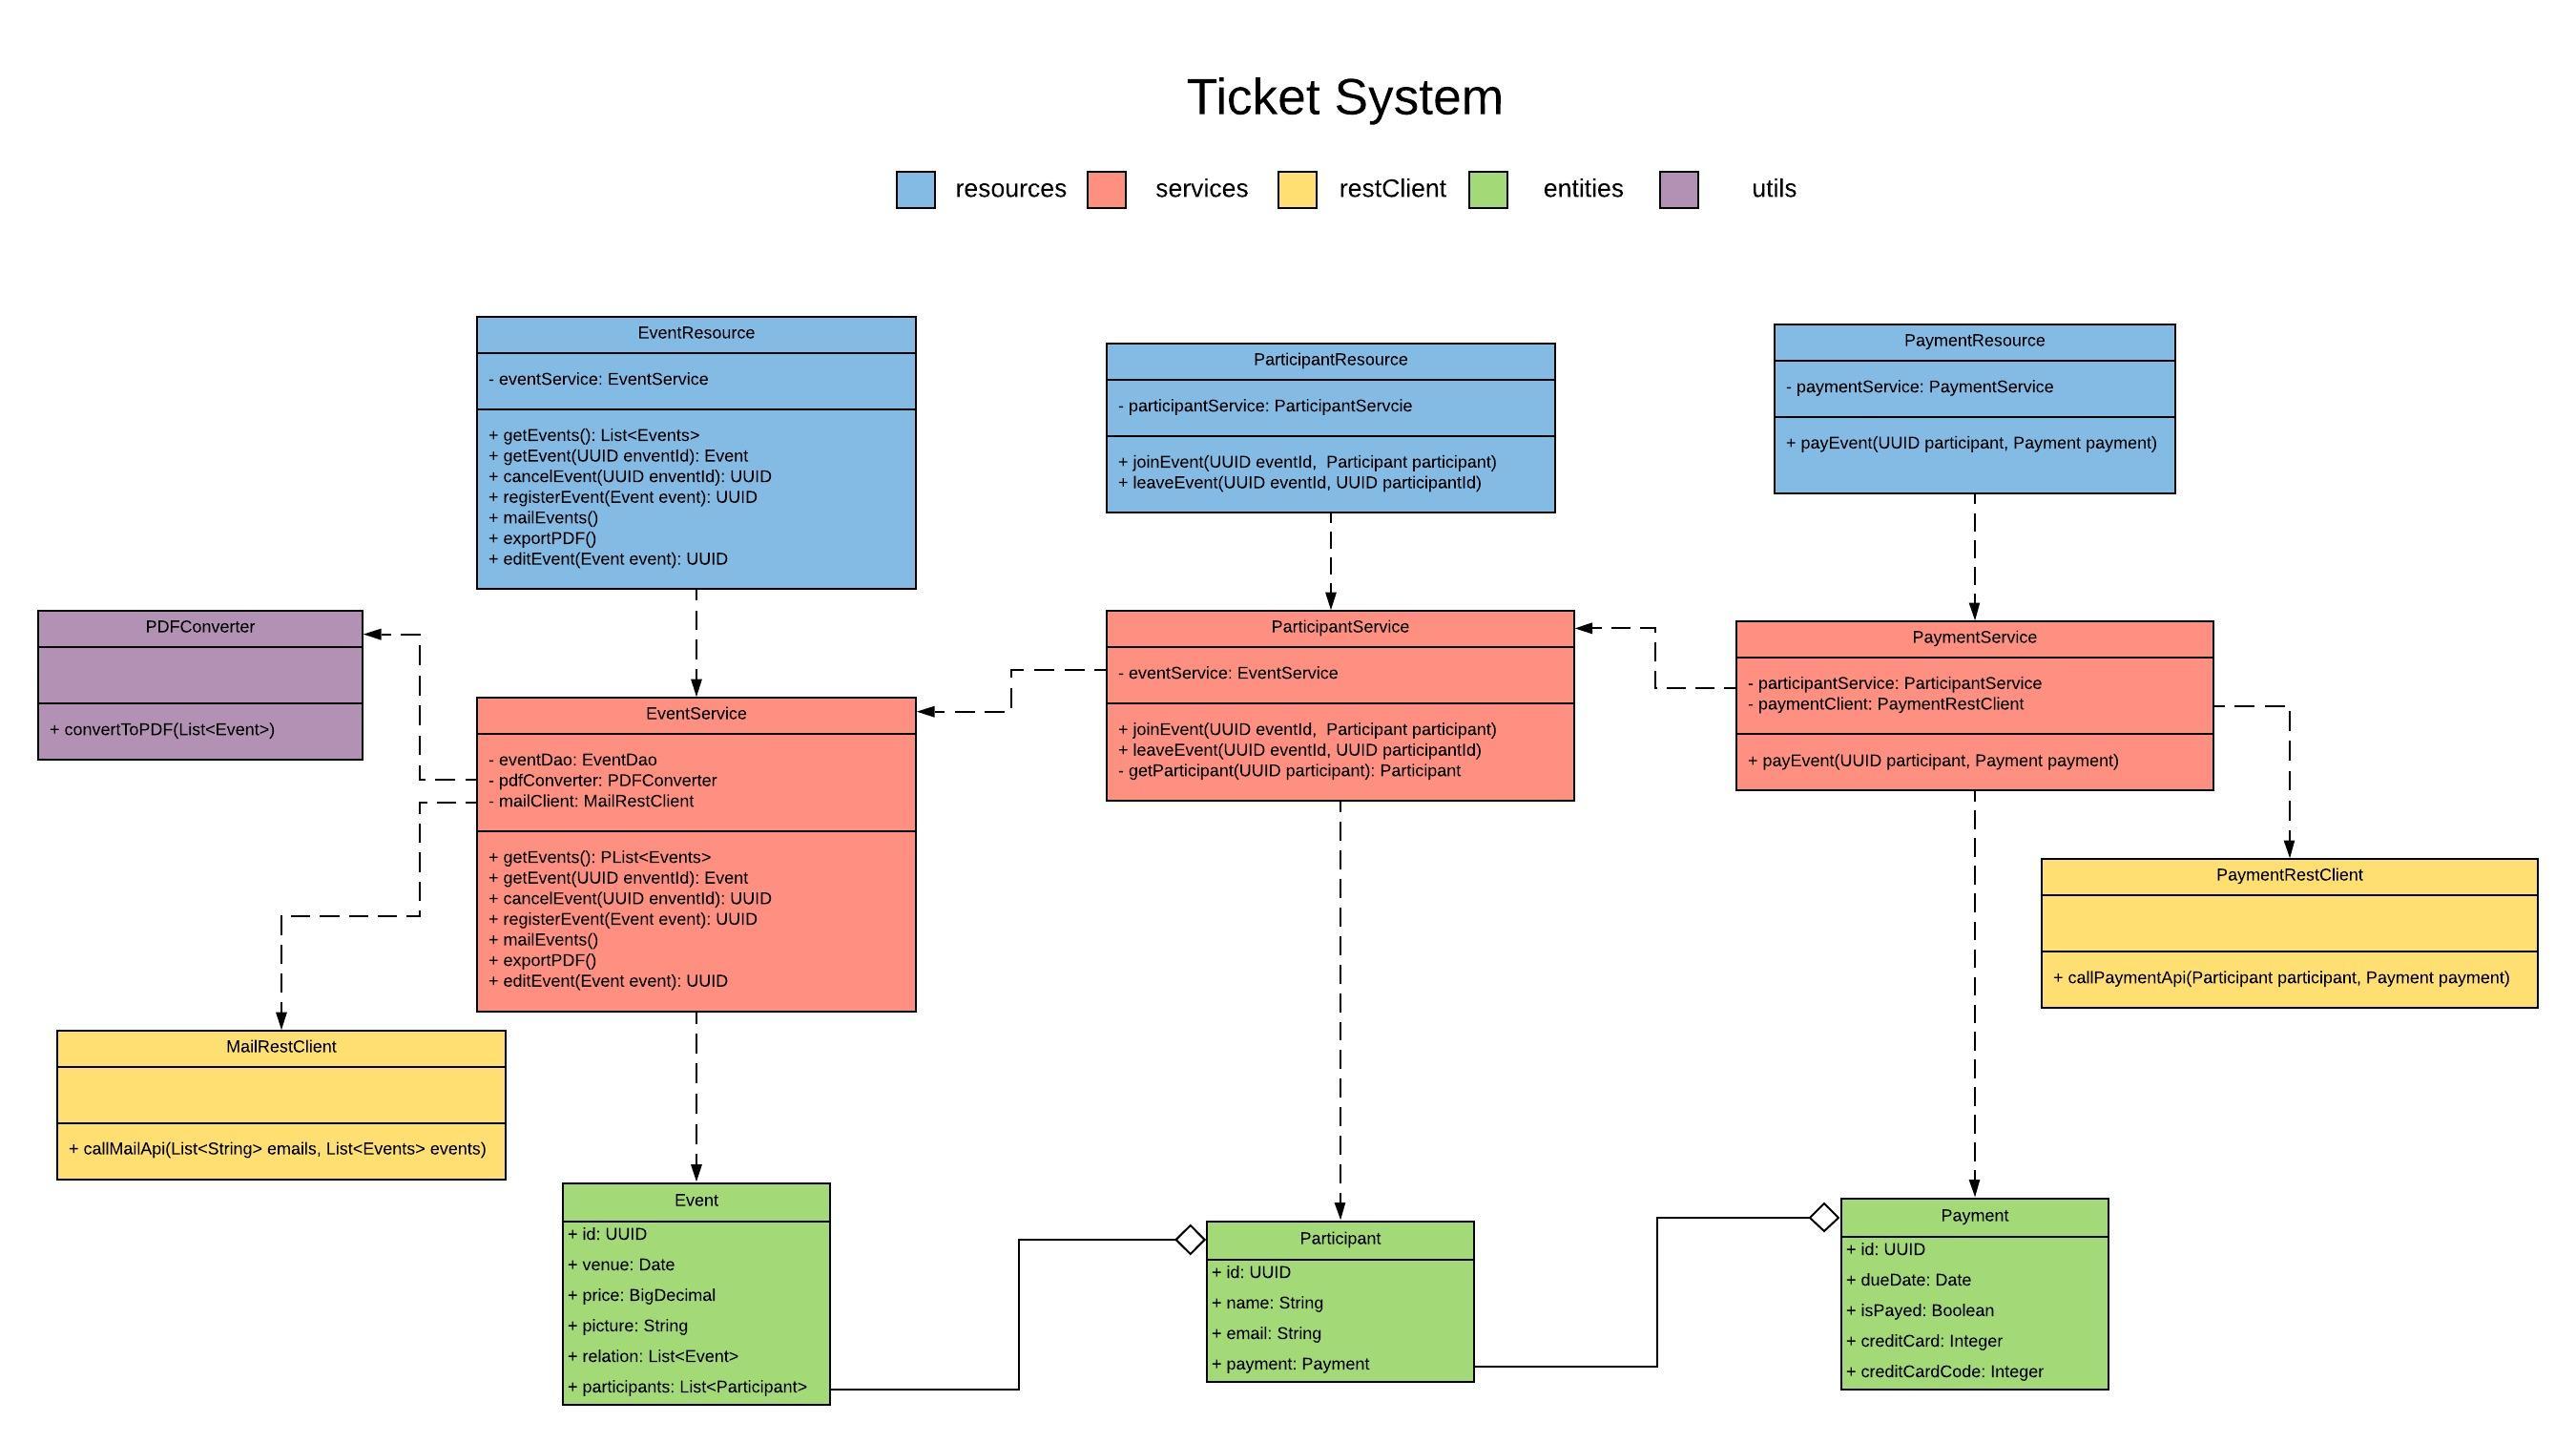 Ticket System
resources
services
restClient
entities
utils
EventResource
- eventService: EventService
+ getEvents(): List<Events>
+ getEvent(UUID enventId): Event
+ cancelEvent(UUID enventId): UUID
+ registerEvent(Event event): UUID
+ mailEvents()
+ exportPDF()
+ editEvent(Event event): UUID
ParticipantResource
- participantService: ParticipantServcie
+ joinEvent(UUID eventId,  Participant participant)
+ leaveEvent(UUID eventId, UUID participantId)
PaymentResource
- paymentService: PaymentService
+ payEvent(UUID participant, Payment payment)
PDFConverter
+ convertToPDF(List<Event>)
EventService
- eventDao: EventDao
- pdfConverter: PDFConverter
- mailClient: MailRestClient
+ getEvents(): PList<Events>
+ getEvent(UUID enventId): Event
+ cancelEvent(UUID enventId): UUID
+ registerEvent(Event event): UUID
+ mailEvents()
+ exportPDF()
+ editEvent(Event event): UUID
ParticipantService
- eventService: EventService
+ joinEvent(UUID eventId,  Participant participant)
+ leaveEvent(UUID eventId, UUID participantId)
- getParticipant(UUID participant): Participant
PaymentService
- participantService: ParticipantService
- paymentClient: PaymentRestClient
+ payEvent(UUID participant, Payment payment)
PaymentRestClient
+ callPaymentApi(Participant participant, Payment payment)
MailRestClient
+ callMailApi(List<String> emails, List<Events> events)
Event
+ id: UUID
+ venue: Date
+ price: BigDecimal
+ picture: String
+ relation: List<Event>
+ participants: List<Participant>
Participant
+ id: UUID
+ name: String
+ email: String
+ payment: Payment
Payment
+ id: UUID
+ dueDate: Date
+ isPayed: Boolean
+ creditCard: Integer
+ creditCardCode: Integer